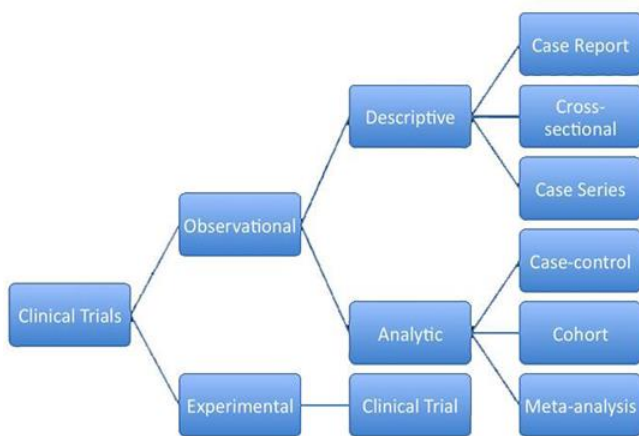 Case Report
Descriptive
Cross-
sectional
Case Series
Observational
Case-control
Clinical Trials
Analytic
Cohort
Experimental
Clinical Trial
Meta-analysis